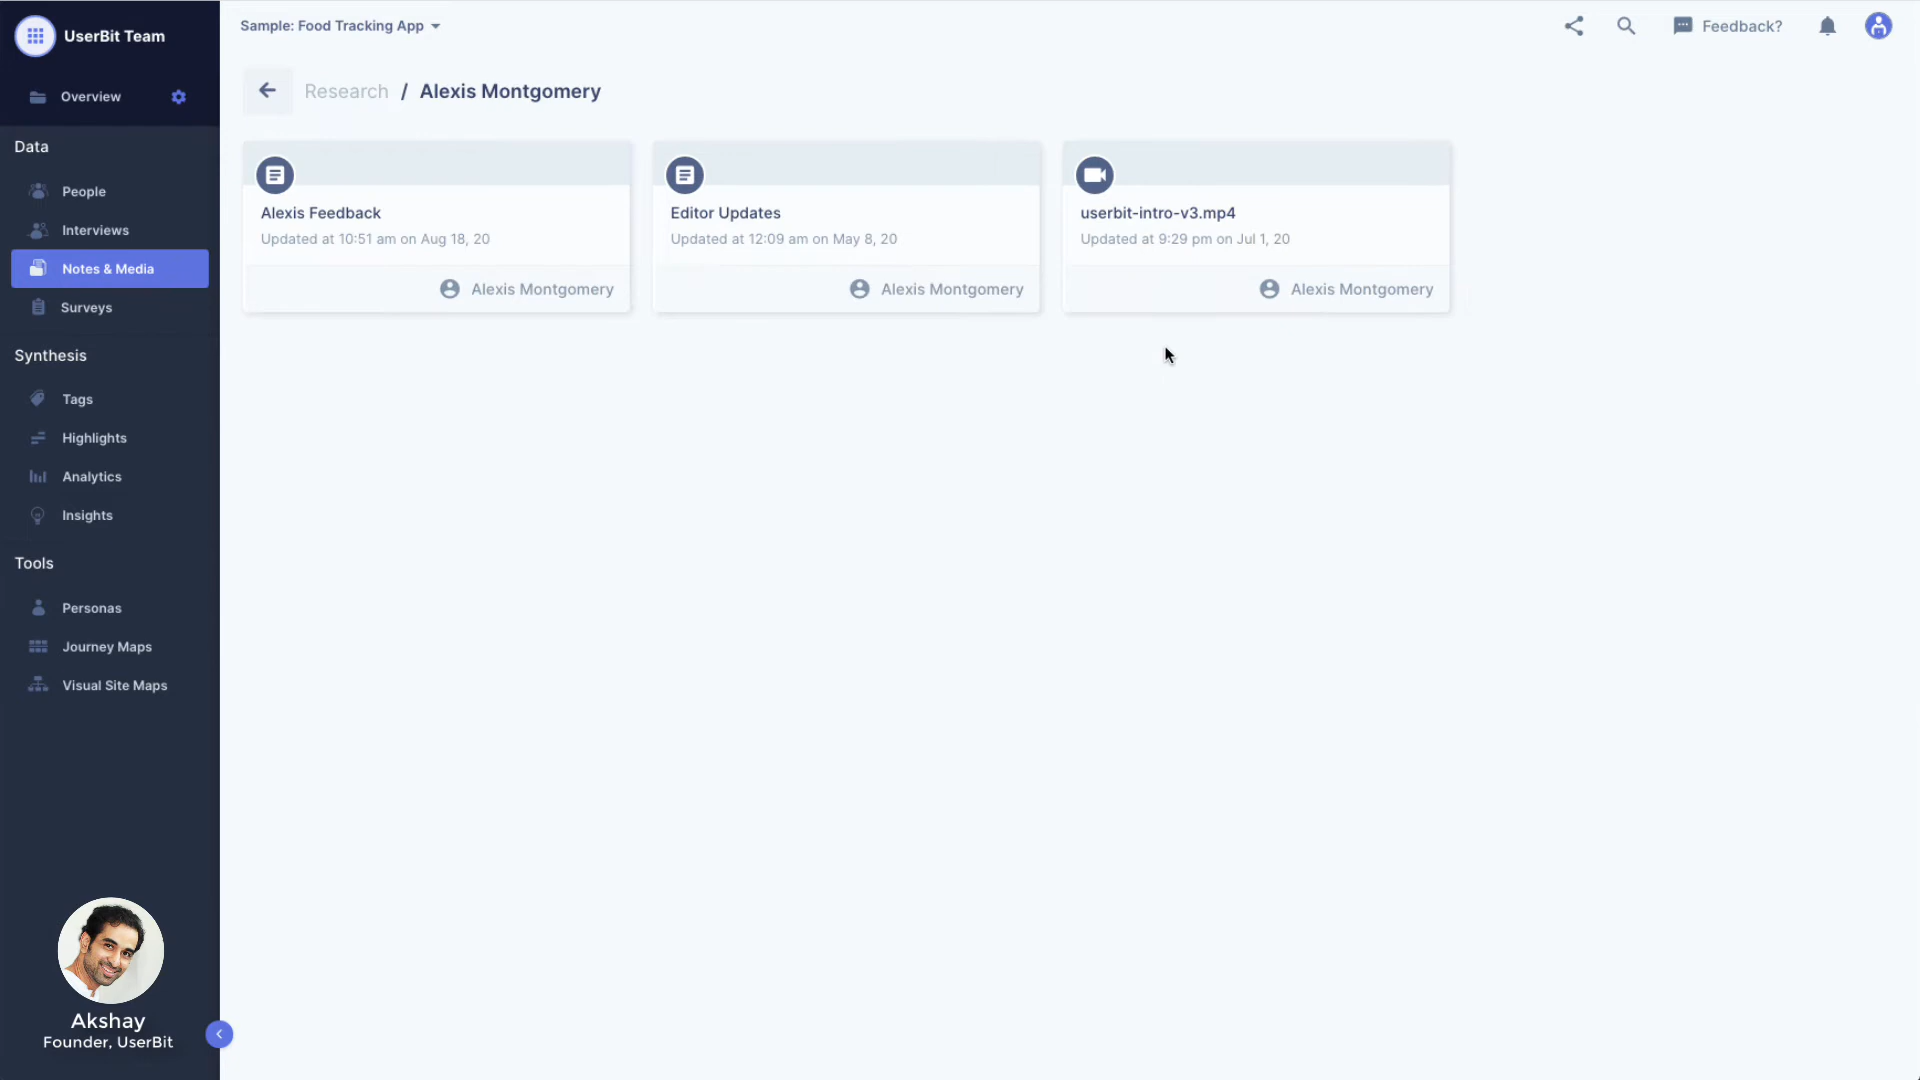 UserBit Team
Sample: Food Tracking App
Feedback?
Overview
Research / Alexis Montgomery
Data
People
Interviews
Notes & Media
Surveys
Synthesis
Tags
Highlights
Analytics
Insights
Tools
Personas
Journey Maps
Visual Site Maps
Alexis Feedback
Updated at 10:51 am on Aug 18, 20
Alexis Montgomery
Editor Updates
Updated at 12:09 am on May 8, 20
Alexis Montgomery
userbit-intro-v3.mp4
Updated at 9:29 pm on Jul 1, 20
Alexis Montgomery
Akshay
Founder, UserBit